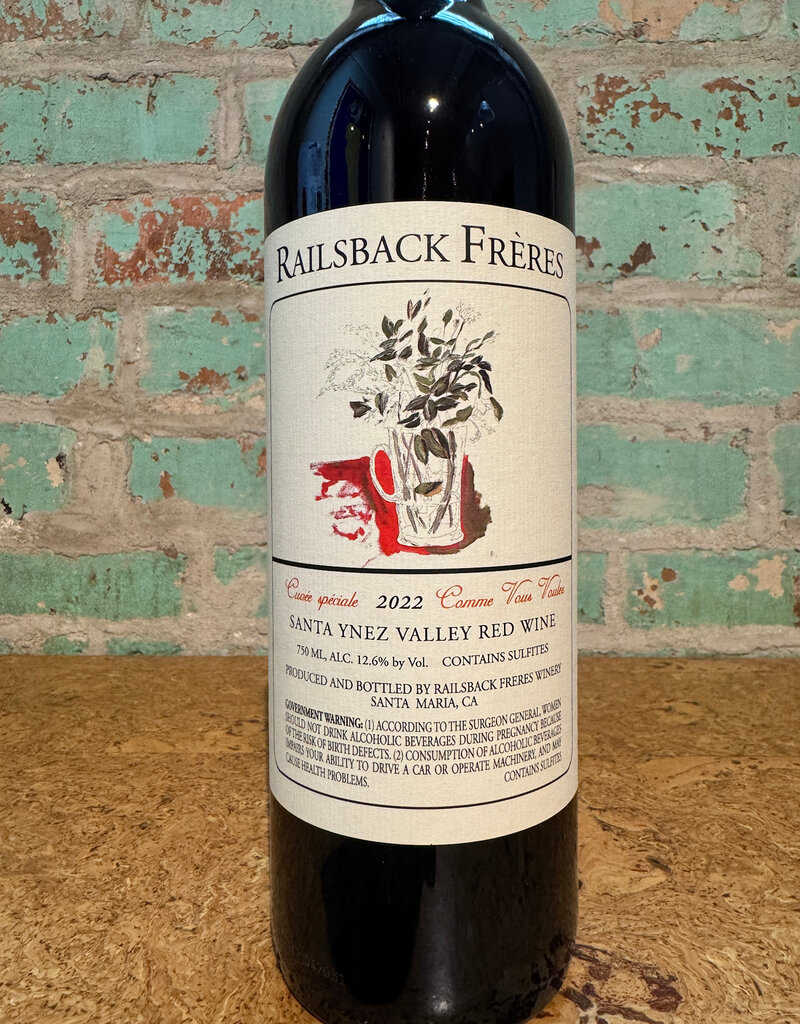 RAILSBACK FRÈRES
Cuvée spéciale 2022 Comme Vous Voulez
SANTA YNEZ VALLEY RED WINE
750 ML, ALC. 12.6% by Vol. CONTAINS SULFITES
PRODUCED AND BOTTLED BY RAILSBACK FRERES WINERY
SANTA MARIA, CA
GOVERNMENT WARNING: (1) ACCORDING TO THE SURGEON GENERAL, WOMEN
SHOULD NOT DRINK ALCOHOLIC BEVERAGES DURING PREGNANCY BECAUSE
OF THE RISK OF BIRTH DEFECTS. (2) CONSUMPTION OF ALCOHOLIC BEVERAGES
IMPAIRS YOUR ABILITY TO DRIVE A CAR OR OPERATE MACHINERY, AND MAY
CAUSE HEALTH PROBLEMS. CONTAINS SULFITES